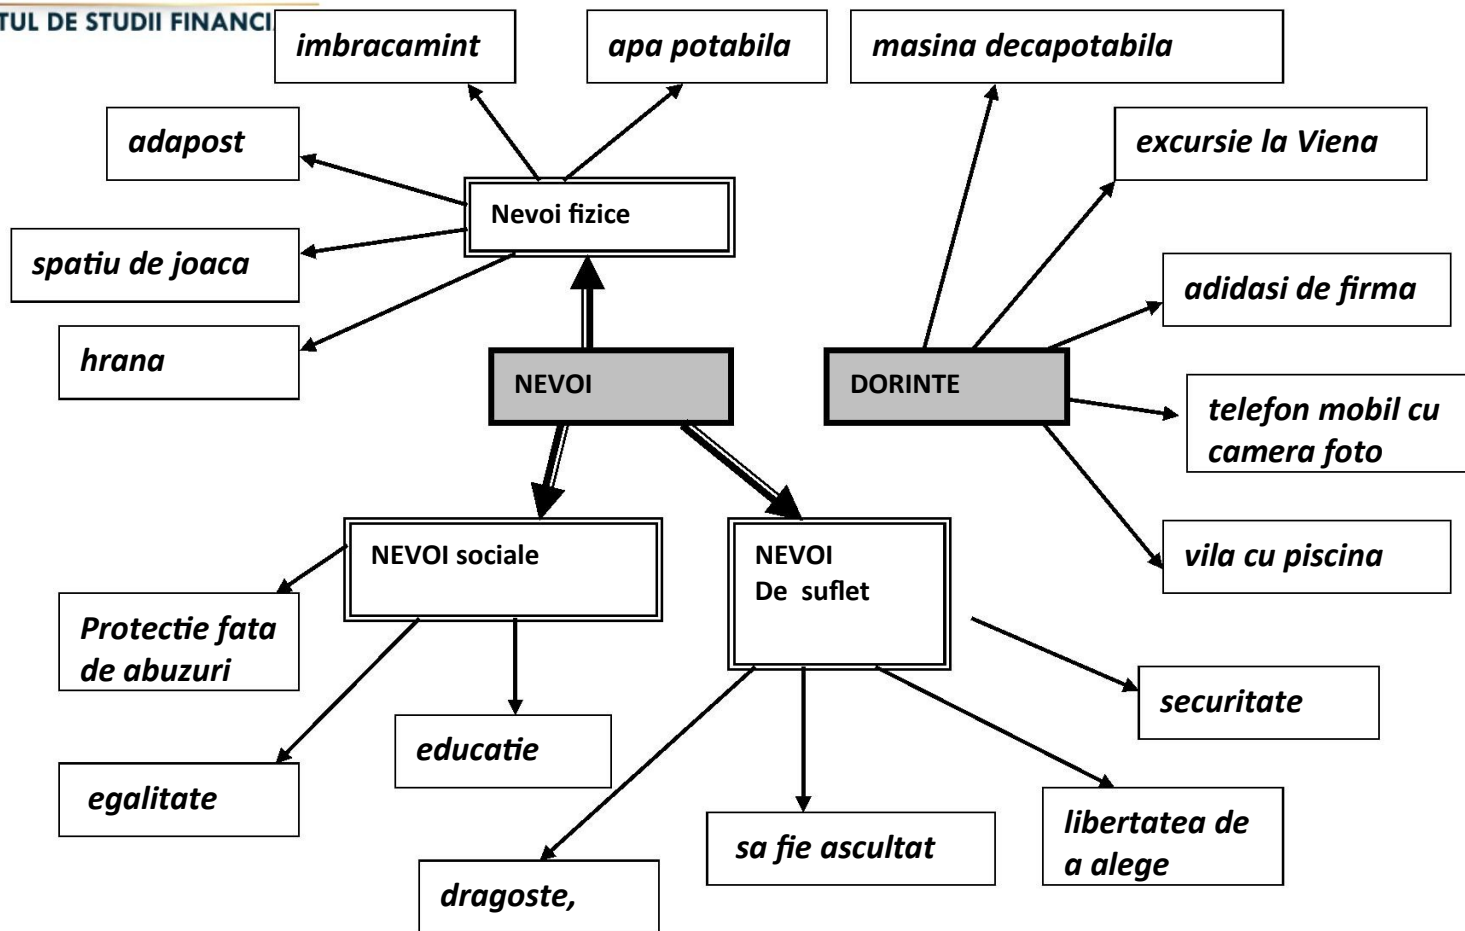 TUL DE STUDII FINANCI
imbracamint
apa potabila
masina decapotabila
adapost
excursie la Viena
Nevoi fizice
spatiu de joaca
adidasi de firma
hrana
NEVOI
DORINTE
telefon mobil cu
camera foto
NEVOI sociale
NEVOI
De suflet
vila cu piscina
Protectie fata
de abuzuri
securitate
educatie
egalitate
sa fie ascultat
libertatea de
a alege
dragoste,